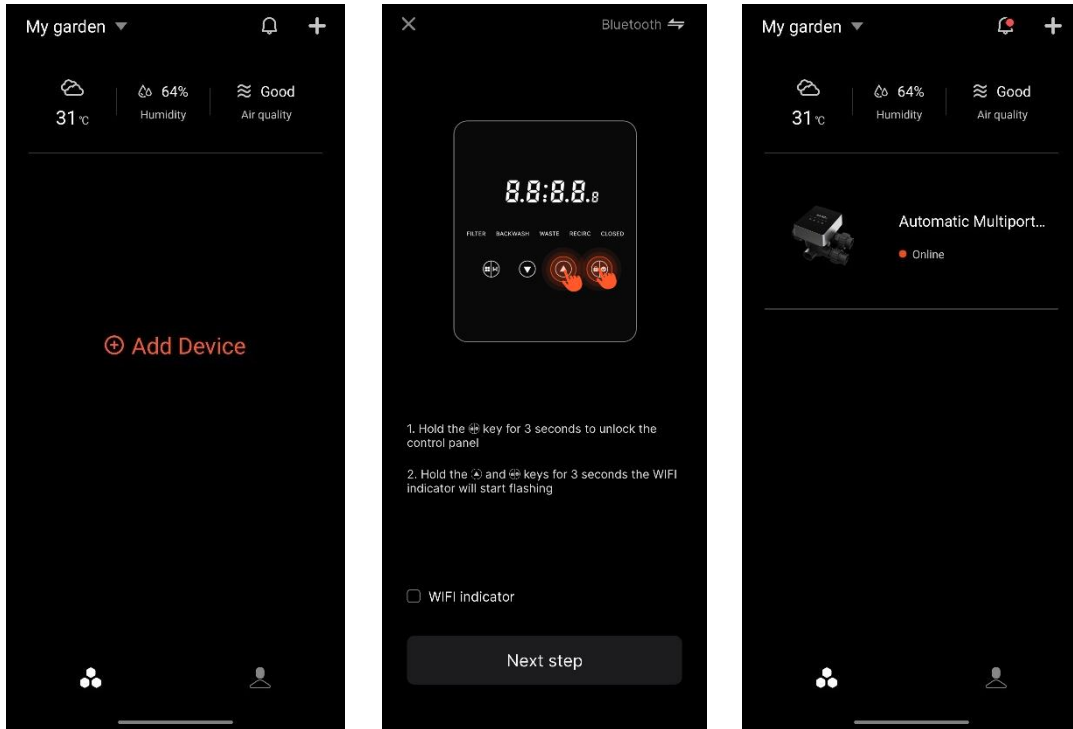 My garden
31 °C
64%
Humidity
Good
Air quality
Add Device
Bluetooth
8.8:8.8.8
FILTER BACKWASH WASTE RECIRC CLOSED
1. Hold the key for 3 seconds to unlock the
control panel
2. Hold the and keys for 3 seconds the WIFI
indicator will start flashing
WIFI indicator
Next step
My garden
31 °C
64%
Humidity
Good
Air quality
Automatic Multiport...
Online